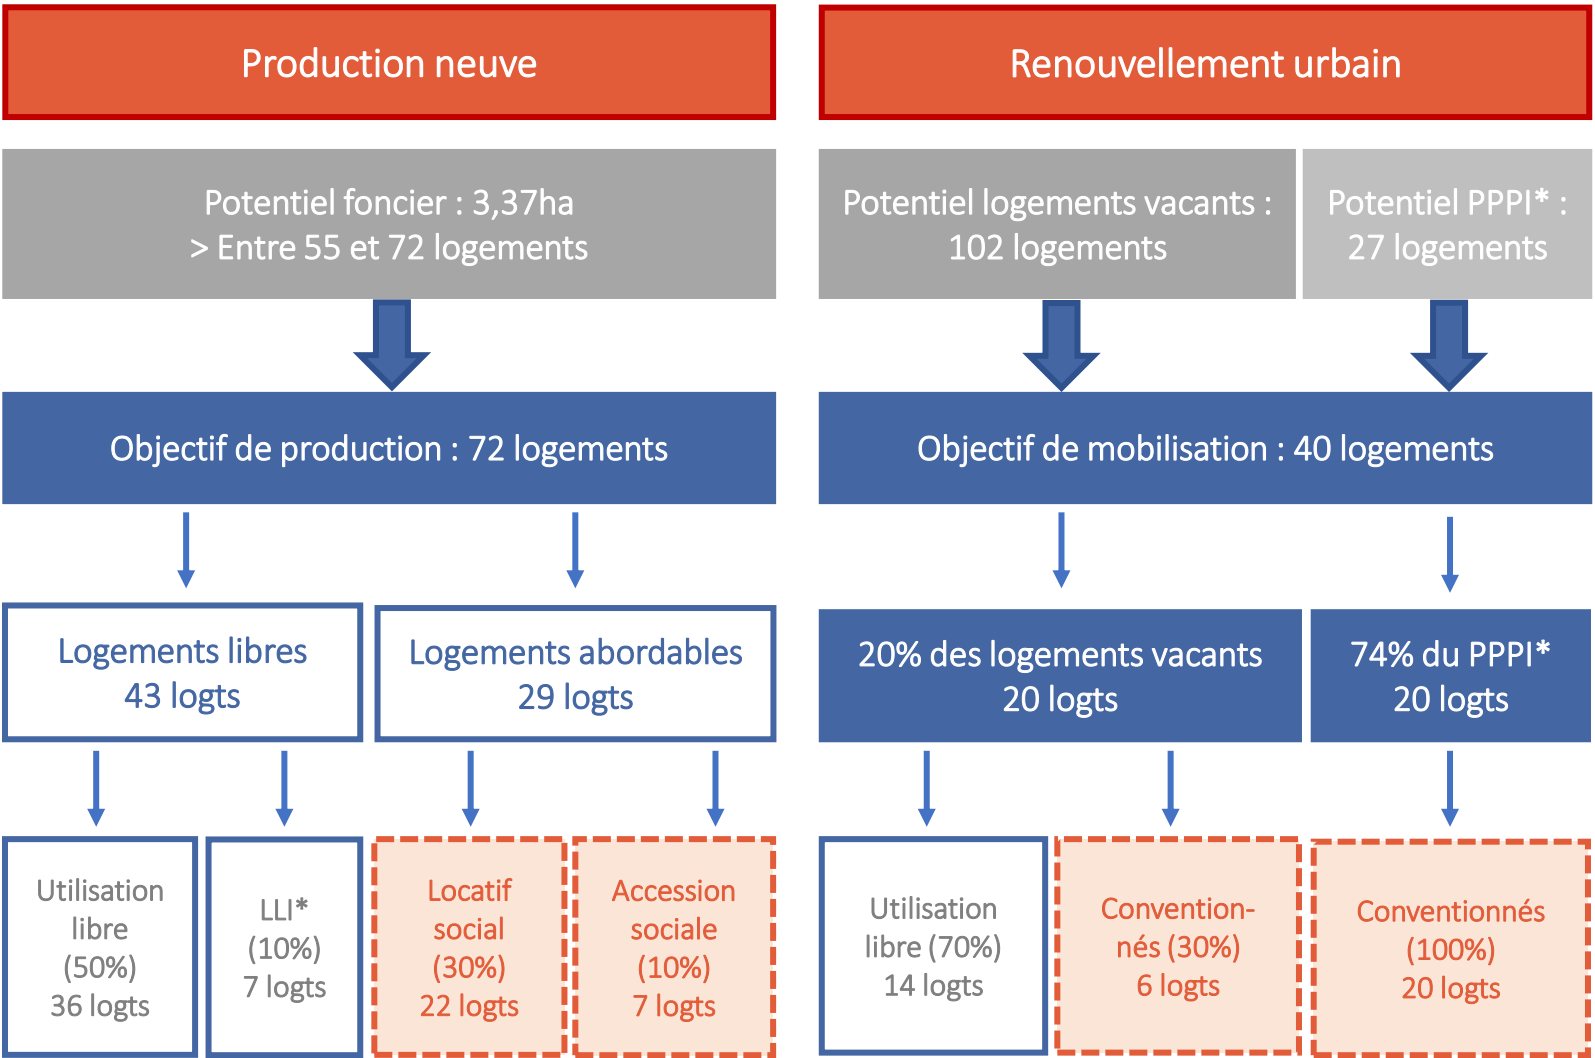 Production neuve
Renouvellement urbain
Potentiel foncier : 3,37ha
> Entre 55 et 72 logements
Potentiel logements vacants :
102 logements
Potentiel PPPI* :
27 logements
Objectif de production : 72 logements
Objectif de mobilisation : 40 logements
Logements libres
43 logts
Logements abordables
29 logts
20% des logements vacants
20 logts
74% du PPPI*
20 logts
Utilisation
libre
(50%)
36 logts
LLI*
(10%)
7 logts
Locatif
social
(30%)
22 logts
Accession
sociale
(10%)
7 logts
Utilisation
libre (70%)
14 logts
Convention-
nés (30%)
6 logts
Conventionnés
(100%)
20 logts